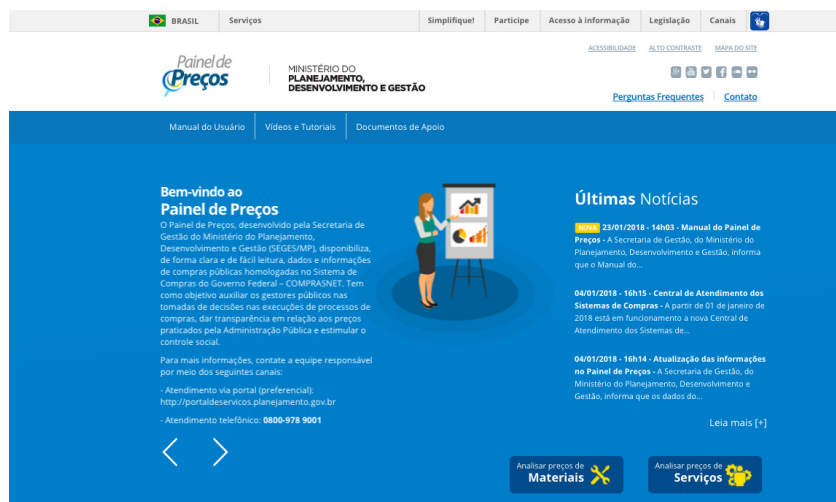 BRASIL Serviços Simplifique! Participe Acesso à informação Legislação Canais
ACESSIBILIDADE ALTO CONTRASTE MAPA DO SITE
Painel de
Preços
MINISTÉRIO DO
PLANEJAMENTO,
DESENVOLVIMENTO E GESTÃO
Perguntas Frequentes Contato
Manual do Usuário Vídeos e Tutoriais Documentos de Apoio
Bem-vindo ao
Painel de Preços
O Painel de Preços, desenvolvido pela Secretaria de
Gestão do Ministério do Planejamento,
Desenvolvimento e Gestão (SEGES/MP), disponibiliza,
de forma clara e de fácil leitura, dados e informações
de compras públicas homologadas no Sistema de
Compras do Governo Federal – COMPRASNET. Tem
como objetivo auxiliar os gestores públicos nas
tomadas de decisões nas execuções de processos de
compras, dar transparência em relação aos preços
praticados pela Administração Pública e estimular o
controle social.
Para mais informações, contate a equipe responsável
por meio dos seguintes canais:
- Atendimento via portal (preferencial):
http://portaldeservicos.planejamento.gov.br
- Atendimento telefônico: 0800-978 9001
Últimas Notícias
NOVA 23/01/2018 - 14h03 - Manual do Painel de
Preços - A Secretaria de Gestão, do Ministério do
Planejamento, Desenvolvimento e Gestão, informa
que o Manual do...
04/01/2018 - 16h15 - Central de Atendimento dos
Sistemas de Compras - A partir de 01 de janeiro de
2018 está em funcionamento a nova Central de
Atendimento dos Sistemas de...
04/01/2018 - 16h14 - Atualização das informações
no Painel de Preços - A Secretaria de Gestão, do
Ministério do Planejamento, Desenvolvimento e
Gestão, informa que os dados do...
Leia mais [+]
Analisar preços de
Materiais
Analisar preços de
Serviços